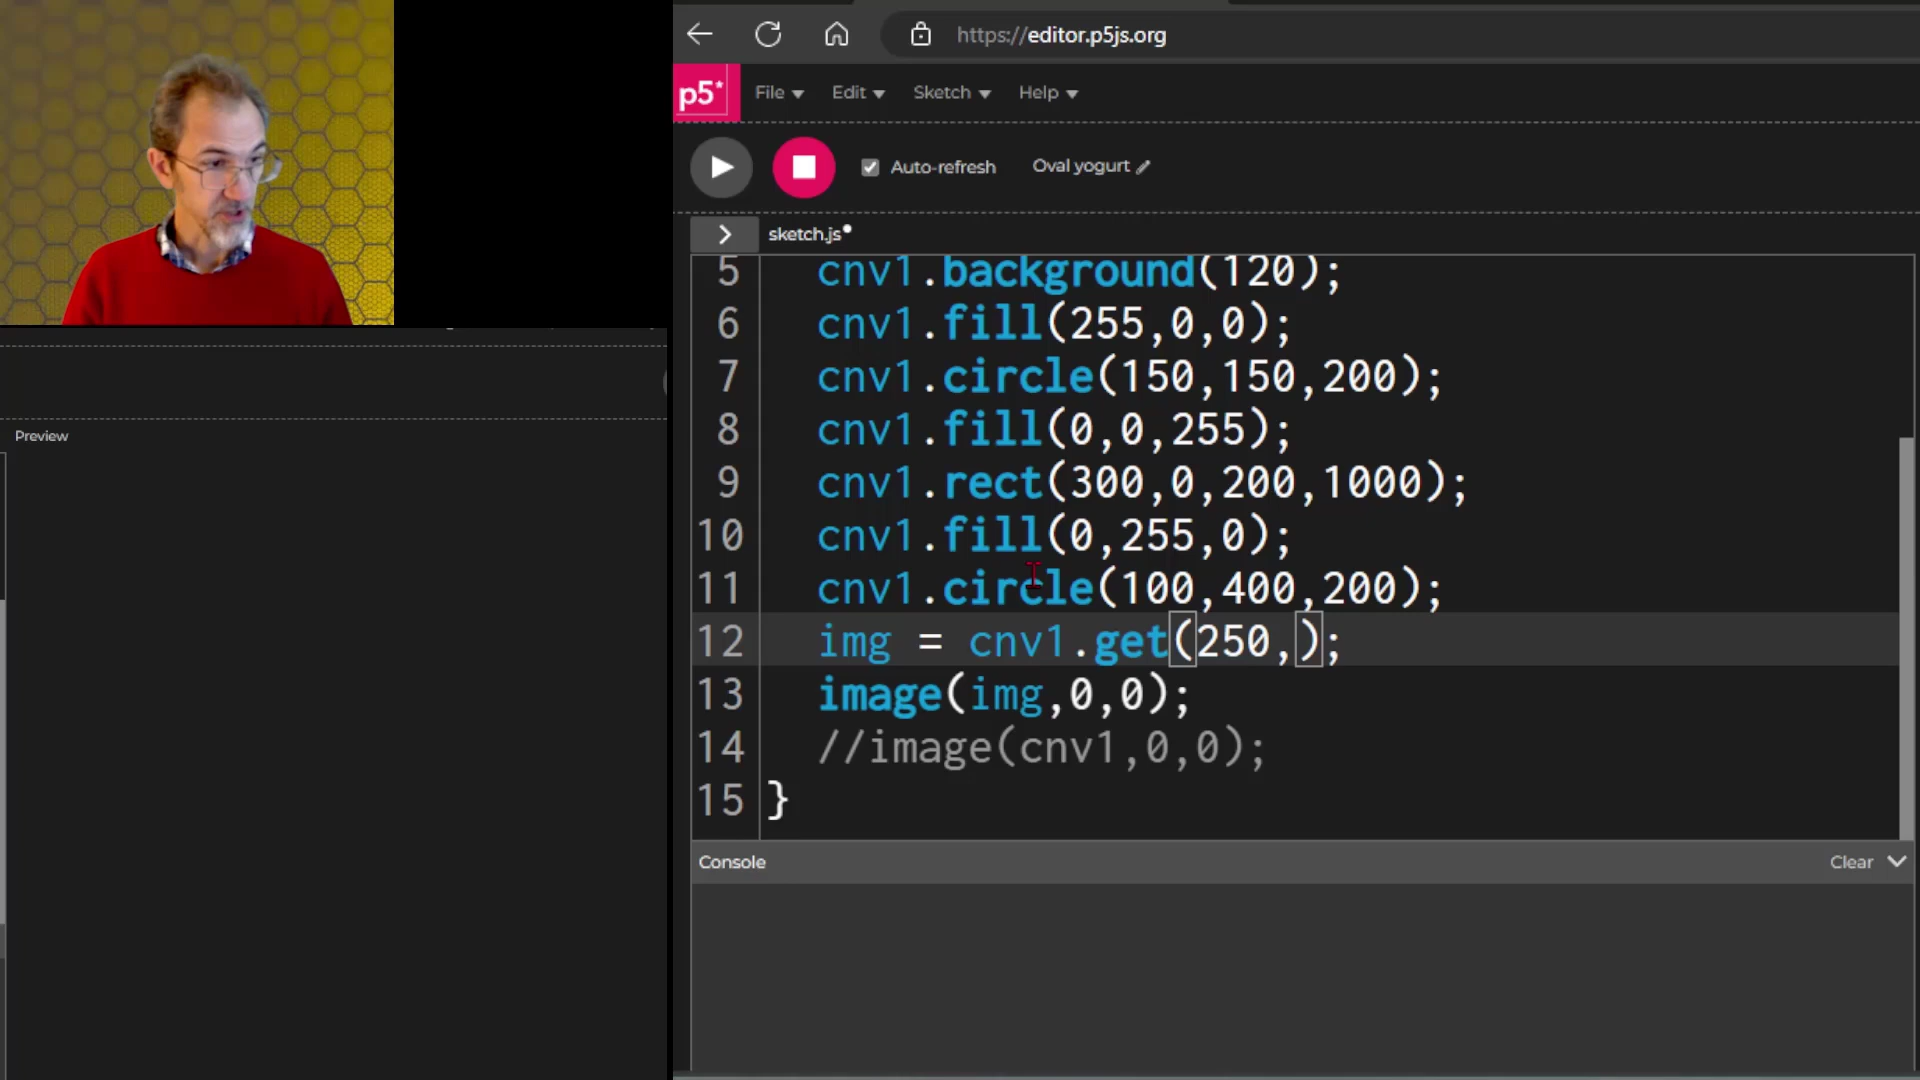 https://editor.p5js.org
p5*
File Edit Sketch Help
Auto-refresh Oval yogurt
sketch.js
Preview
5 cnv1.background(120);
6 cnv1.fill(255,0,0);
7 cnv1.circle(150,150,200);
8 cnv1.fill(0,0,255);
9 cnv1.rect(300,0,200,1000);
10 cnv1.fill(0,255,0);
11 cnv1.circle(100,400,200);
12 img = cnv1.get(250,);
13 image(img,0,0);
14 //image(cnv1,0,0);
15 }
Console Clear